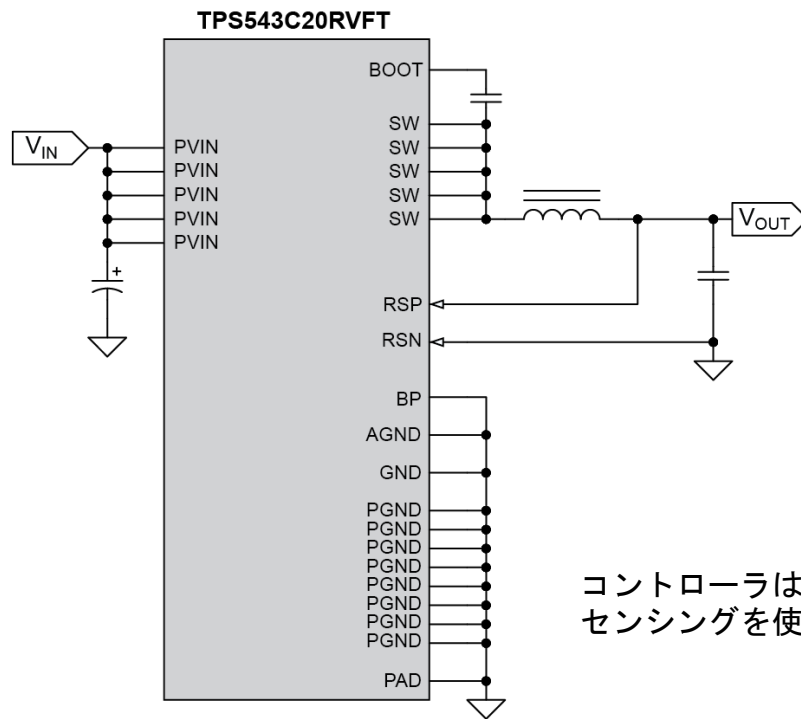 TPS543C20RVFT
BOOT
SW
SW
SW
SW
SW
VIN
PVIN
PVIN
PVIN
PVIN
PVIN
+
VOUT
RSP
RSN
BP
AGND
GND
PGND
PGND
PGND
PGND
PGND
PGND
PGND
PGND
PAD
コントローラは
センシングを使